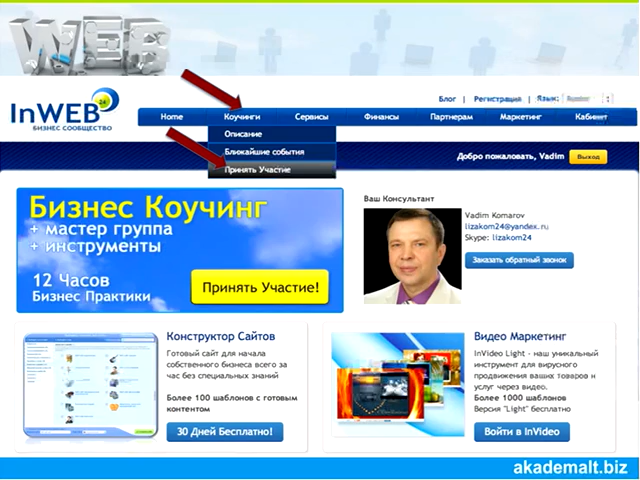 WEB
InWEB 24
БИЗНЕС СООБЩЕСТВО
Блог | Регистрация | Язык:
Home Коучинги Сервисы Финансы Партнерам Маркетинг Кабинет
Описание
Ближайшие события
Принять Участие
Добро пожаловать, Vadim Выход
Бизнес Коучинг
+ мастер группа
+ инструменты
12 Часов
Бизнес Практики
Принять Участие!
Ваш Консультант
Vadim Komarov
lizakom24@yandex.ru
Skype: lizakom24
Заказать обратный звонок
Конструктор Сайтов
Готовый сайт для начала
собственного бизнеса всего за
час без специальных знаний
Более 100 шаблонов с готовым
контентом
30 Дней Бесплатно!
Видео Маркетинг
InVideo Light - наш уникальный
инструмент для вирусного
продвижения ваших товаров и
услуг через видео.
Более 1000 шаблонов
Версия "Light" бесплатно
Войти в InVideo
akademalt.biz